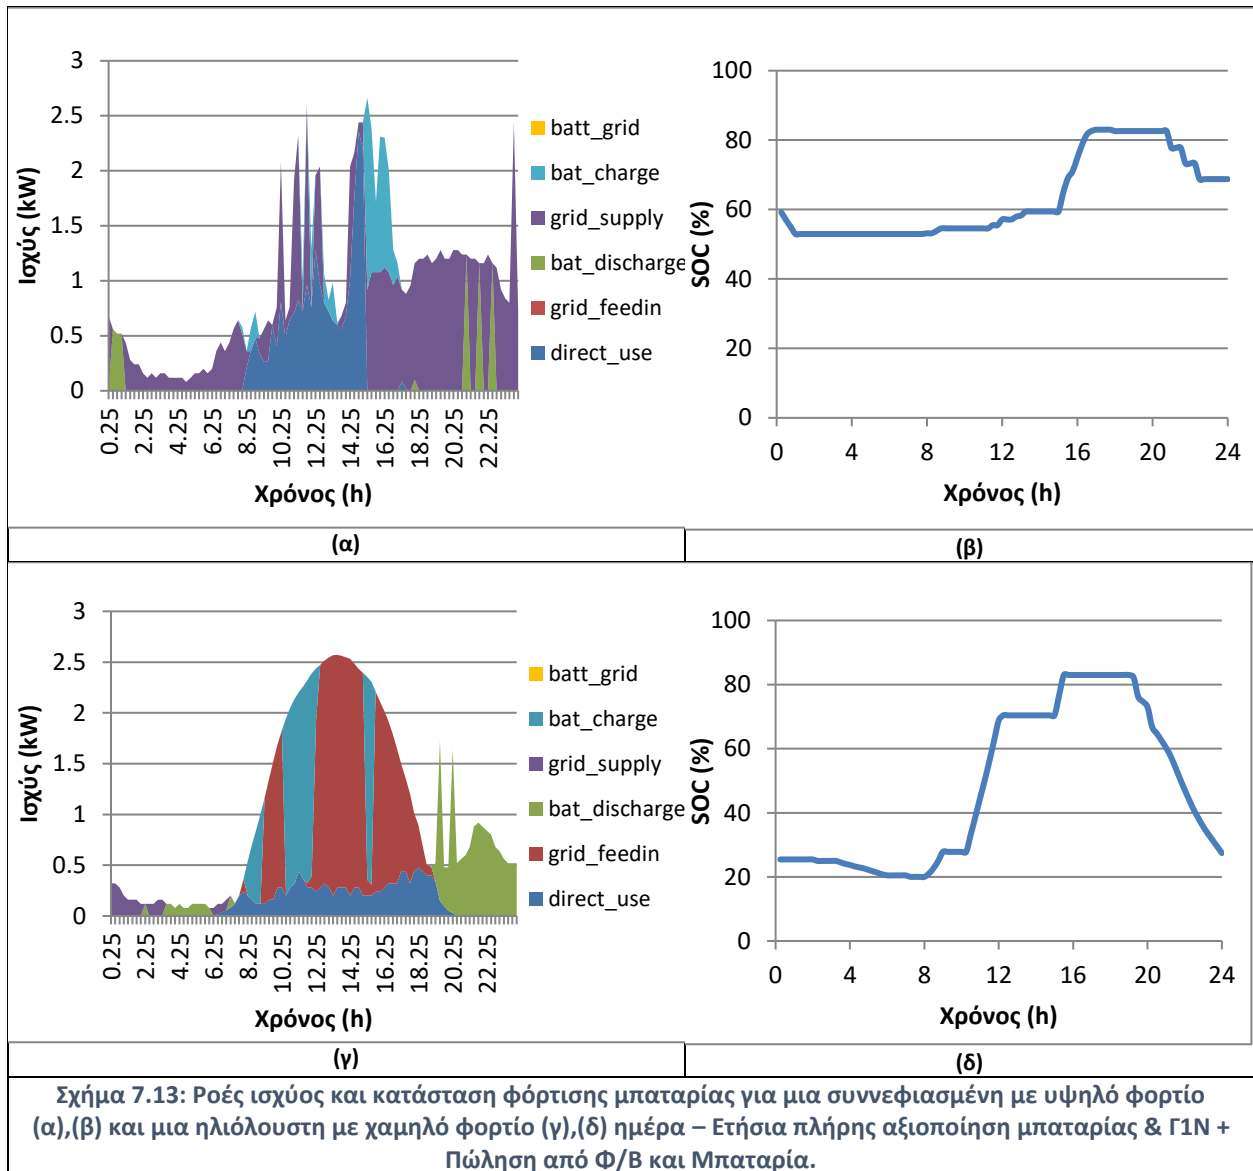 3
2.5
2
1.5
1
0.5
0
Ισχύς (kW)
0.25
2.25
4.25
6.25
8.25
10.25
12.25
14.25
16.25
18.25
20.25
22.25
Χρόνος (h)
batt_grid
bat_charge
grid_supply
bat_discharge
grid_feedin
direct_use
100
80
60
40
20
0
SOC (%)
0 4 8 12 16 20 24
Χρόνος (h)
(α)
(β)
3
2.5
2
1.5
1
0.5
0
Ισχύς (kW)
0.25
2.25
4.25
6.25
8.25
10.25
12.25
14.25
16.25
18.25
20.25
22.25
Χρόνος (h)
batt_grid
bat_charge
grid_supply
bat_discharge
grid_feedin
direct_use
100
80
60
40
20
0
SOC (%)
0 4 8 12 16 20 24
Χρόνος (h)
(γ)
(δ)
Σχήμα 7.13: Ροές ισχύος και κατάσταση φόρτισης μπαταρίας για μια συννεφιασμένη με υψηλό φορτίο
(α),(β) και μια ηλιόλουστη με χαμηλό φορτίο (γ),(δ) ημέρα – Ετήσια πλήρης αξιοποίηση μπαταρίας & Γ1Ν +
Πώληση από Φ/Β και Μπαταρία.